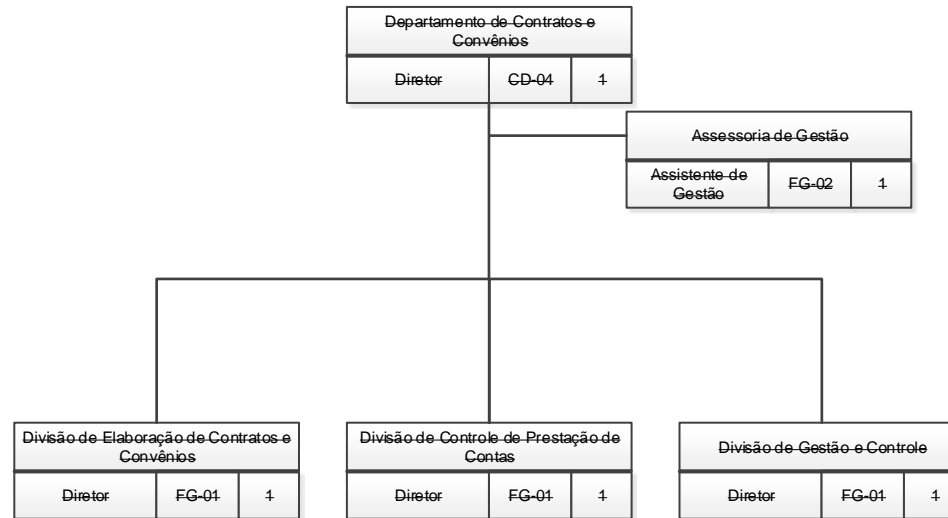 Departamento de Contratos e
Convênios
Diretor CD-04 1
Assessoria de Gestão
Assistente de
Gestão
FG-02 1
Divisão de Elaboração de Contratos e
Convênios
Diretor FG-01 1
Divisão de Controle de Prestação de
Contas
Diretor FG-01 1
Divisão de Gestão e Controle
Diretor FG-01 1